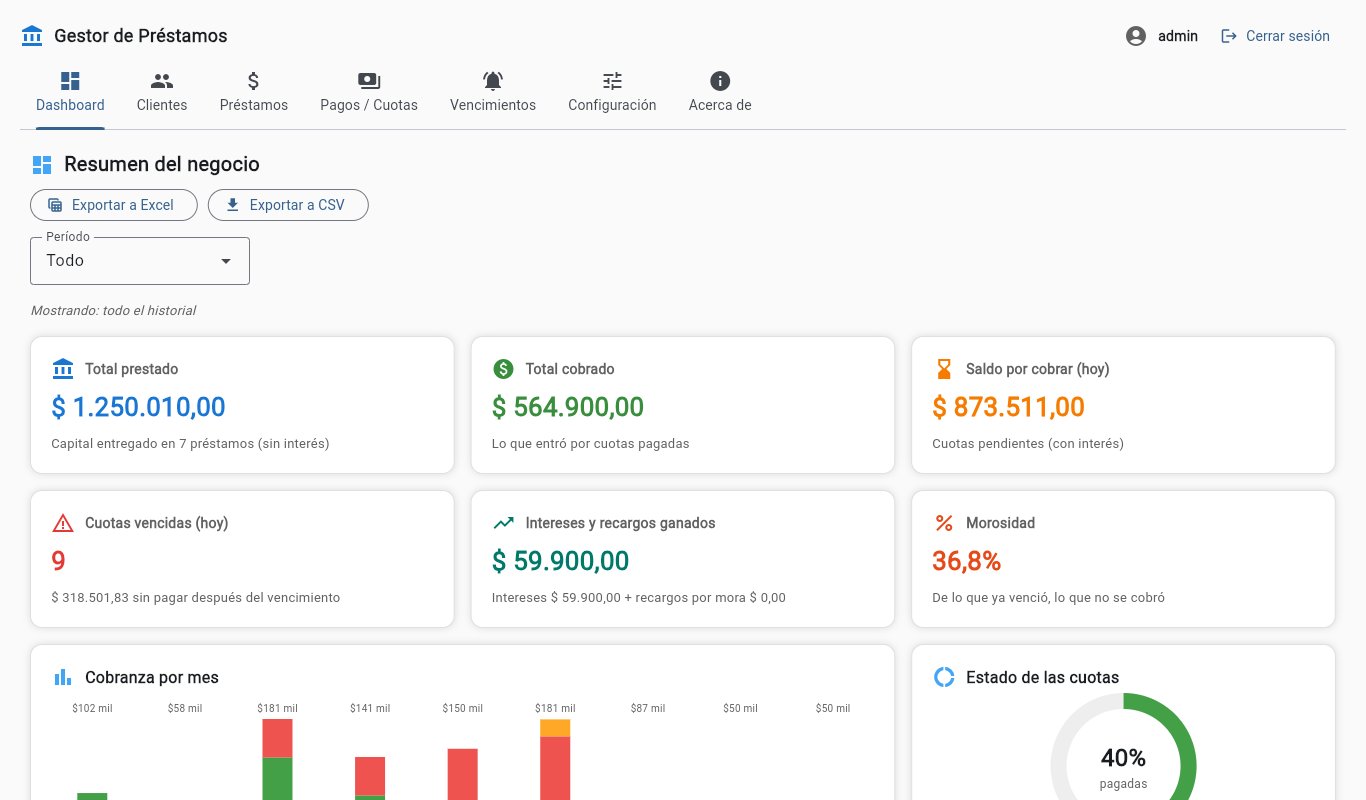 Gestor de Préstamos
admin
Cerrar sesión
Dashboard
Clientes
Préstamos
Pagos / Cuotas
Vencimientos
Configuración
Acerca de
Resumen del negocio
Exportar a Excel
Exportar a CSV
Período
Todo
Mostrando: todo el historial
Total prestado
$ 1.250.010,00
Capital entregado en 7 préstamos (sin interés)
Total cobrado
$ 564.900,00
Lo que entró por cuotas pagadas
Saldo por cobrar (hoy)
$ 873.511,00
Cuotas pendientes (con interés)
Cuotas vencidas (hoy)
9
$ 318.501,83 sin pagar después del vencimiento
Intereses y recargos ganados
$ 59.900,00
Intereses $ 59.900,00 + recargos por mora $ 0,00
Morosidad
36,8%
De lo que ya venció, lo que no se cobró
Cobranza por mes
$102 mil
$58 mil
$181 mil
$141 mil
$150 mil
$181 mil
$87 mil
$50 mil
$50 mil
Estado de las cuotas
40%
pagadas